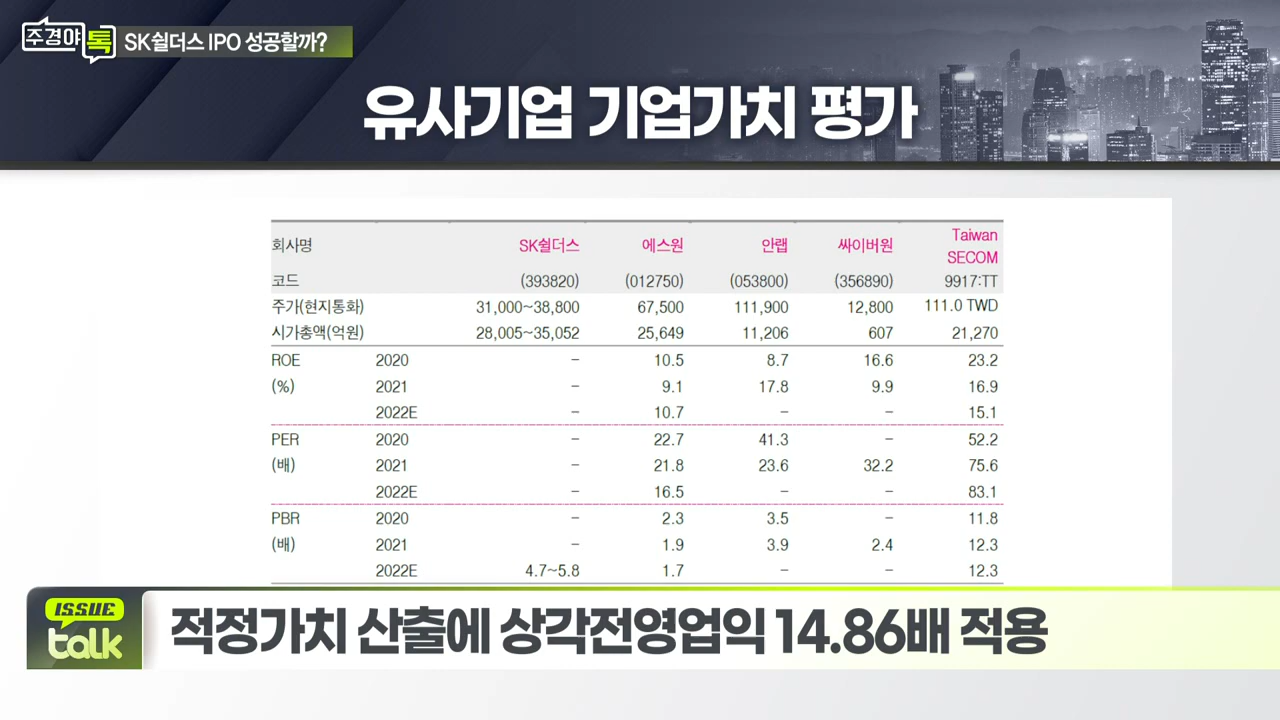 주경야톡 SK쉴더스 IPO 성공할까?
유사기업 기업가치 평가
회사명 SK쉴더스 에스원 안랩 싸이버원 Taiwan SECOM
코드 (393820) (012750) (053800) (356890) 9917:TT
주가(현지통화) 31,000~38,800 67,500 111,900 12,800 111.0 TWD
시가총액(억원) 28,005~35,052 25,649 11,206 607 21,270
ROE 2020 – 10.5 8.7 16.6 23.2
(%) 2021 – 9.1 17.8 9.9 16.9
2022E – 10.7 – – 15.1
PER 2020 – 22.7 41.3 – 52.2
(배) 2021 – 21.8 23.6 32.2 75.6
2022E – 16.5 – – 83.1
PBR 2020 – 2.3 3.5 – 11.8
(배) 2021 – 1.9 3.9 2.4 12.3
2022E 4.7~5.8 1.7 – – 12.3
ISSUE talk
적정가치 산출에 상각전영업익 14.86배 적용